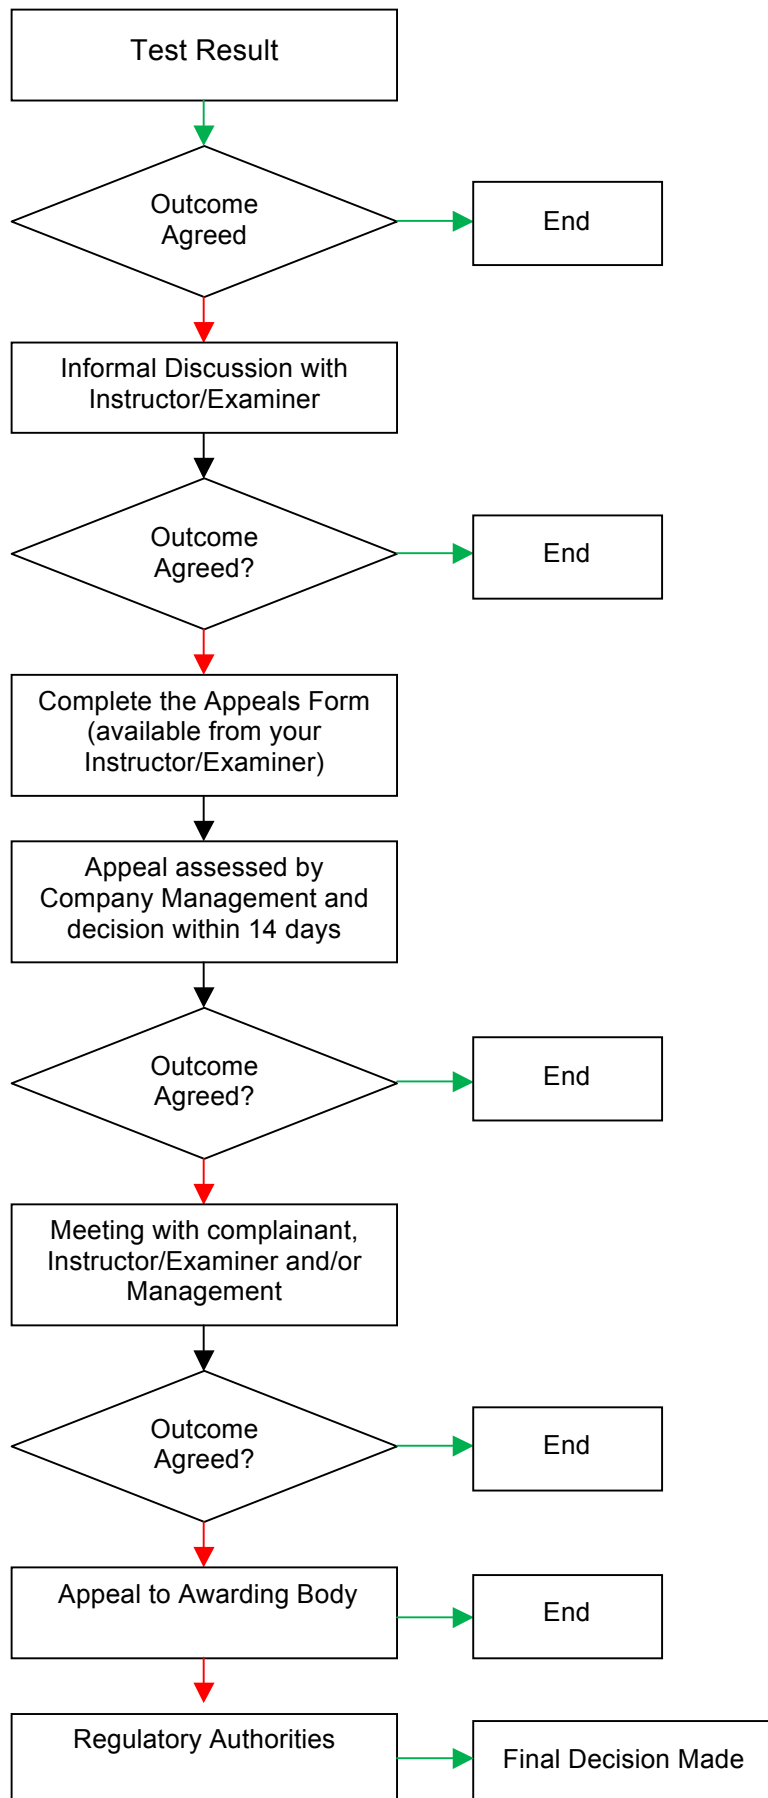 Test Result
Outcome
Agreed
End
Informal Discussion with
Instructor/Examiner
Outcome
Agreed?
End
Complete the Appeals Form
(available from your
Instructor/Examiner)
Appeal assessed by
Company Management and
decision within 14 days
Outcome
Agreed?
End
Meeting with complainant,
Instructor/Examiner and/or
Management
Outcome
Agreed?
End
Appeal to Awarding Body
End
Regulatory Authorities
Final Decision Made